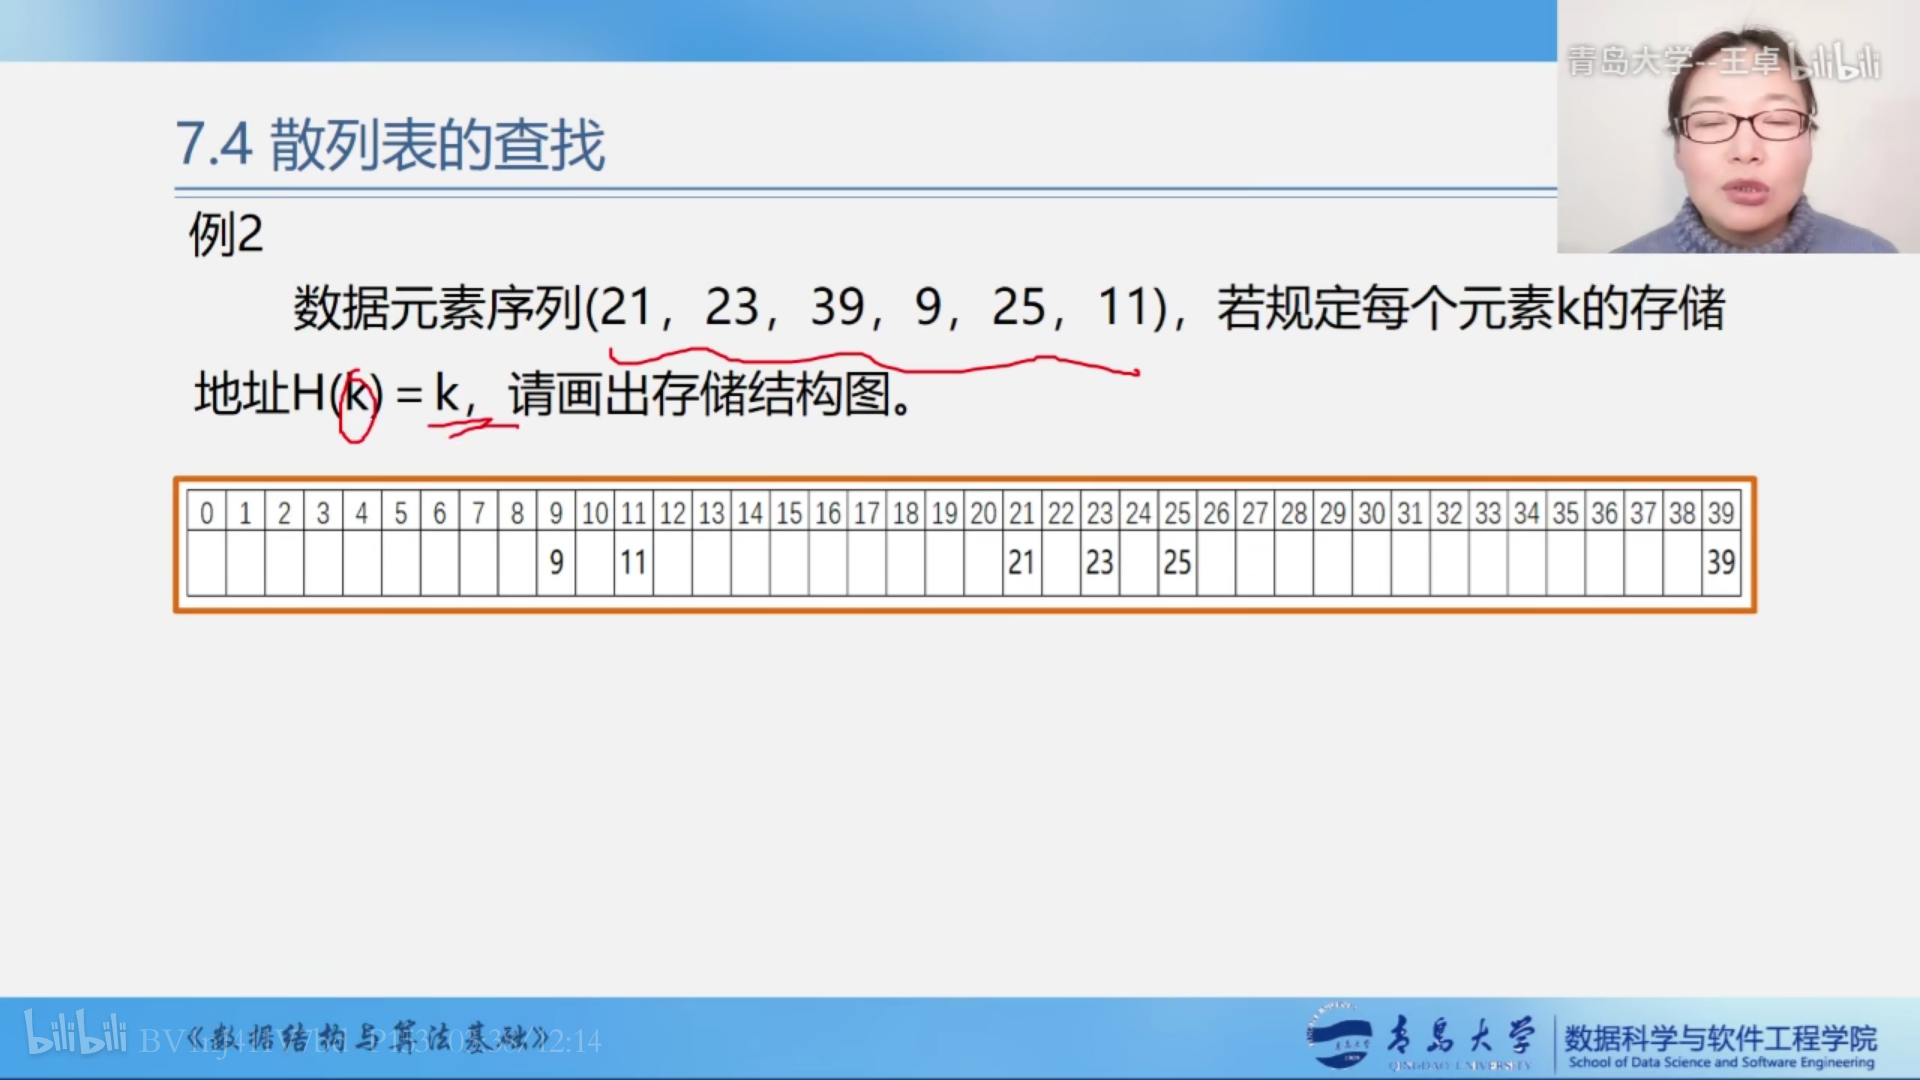 青岛大学--王卓 bilibili
7.4 散列表的查找
例2
数据元素序列(21，23，39，9，25，11)，若规定每个元素k的存储
地址H(k) = k，请画出存储结构图。
0 1 2 3 4 5 6 7 8 9 10 11 12 13 14 15 16 17 18 19 20 21 22 23 24 25 26 27 28 29 30 31 32 33 34 35 36 37 38 39
9 11 21 23 25 39
bilibili
《数据结构与算法基础》
12:14
青岛大学
QINGDAO UNIVERSITY
数据科学与软件工程学院
School of Data Science and Software Engineering